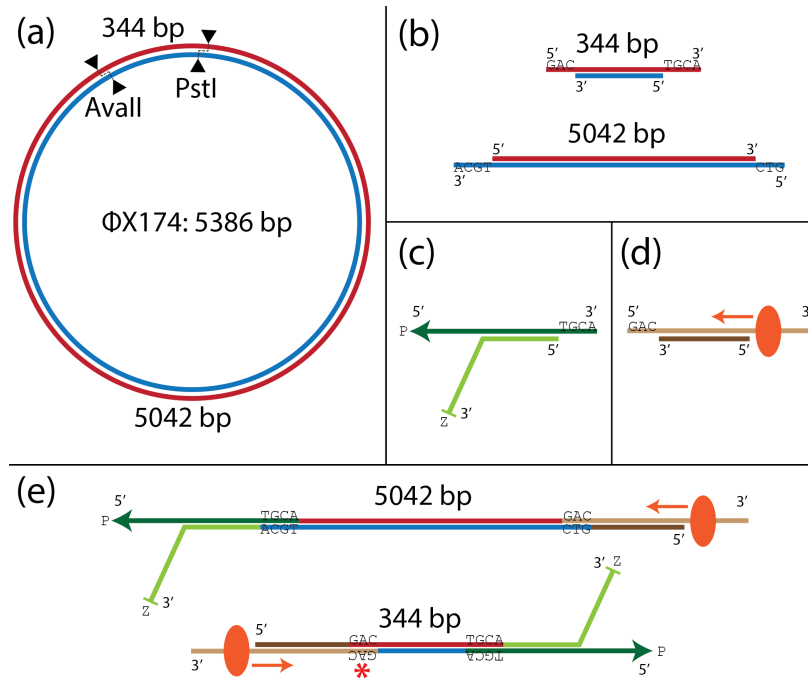 (a)
344 bp
AvaII
PstI
ΦX174: 5386 bp
5042 bp
(b)
344 bp
5′ 3′
GAC TGCA
3′ 5′
5042 bp
5′ 3′
ACGT CTG
3′ 5′
(c)
5′ 3′
P TGCA
5′
Z 3′
(d)
5′ 3′
GAC
3′ 5′
(e)
5042 bp
5′ 3′
TGCA GAC
P
ACGT CTG
5′
Z 3′
3′ Z
344 bp
5′
GAC TGCA
GAC TGCA P
3′ 5′
*